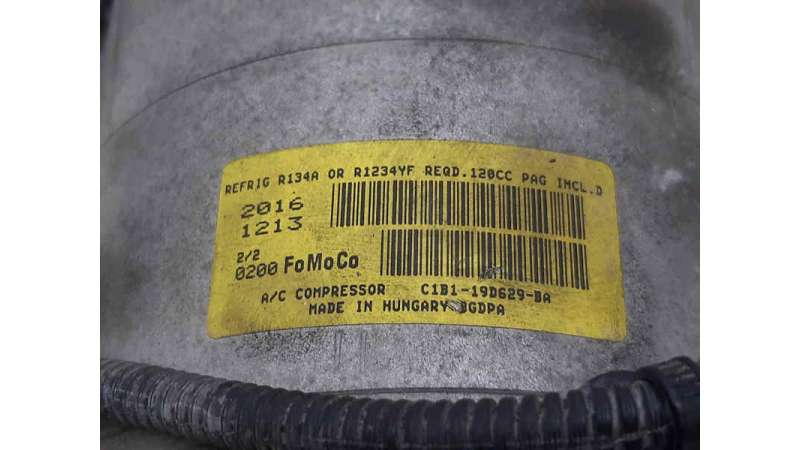 REFRIG R134A OR R1234YF REQD.120CC PAG INCL.D
2016
1213
2/2
0200 FoMoCo
A/C COMPRESSOR C1B1-19D629-BA
MADE IN HUNGARY JGDPA